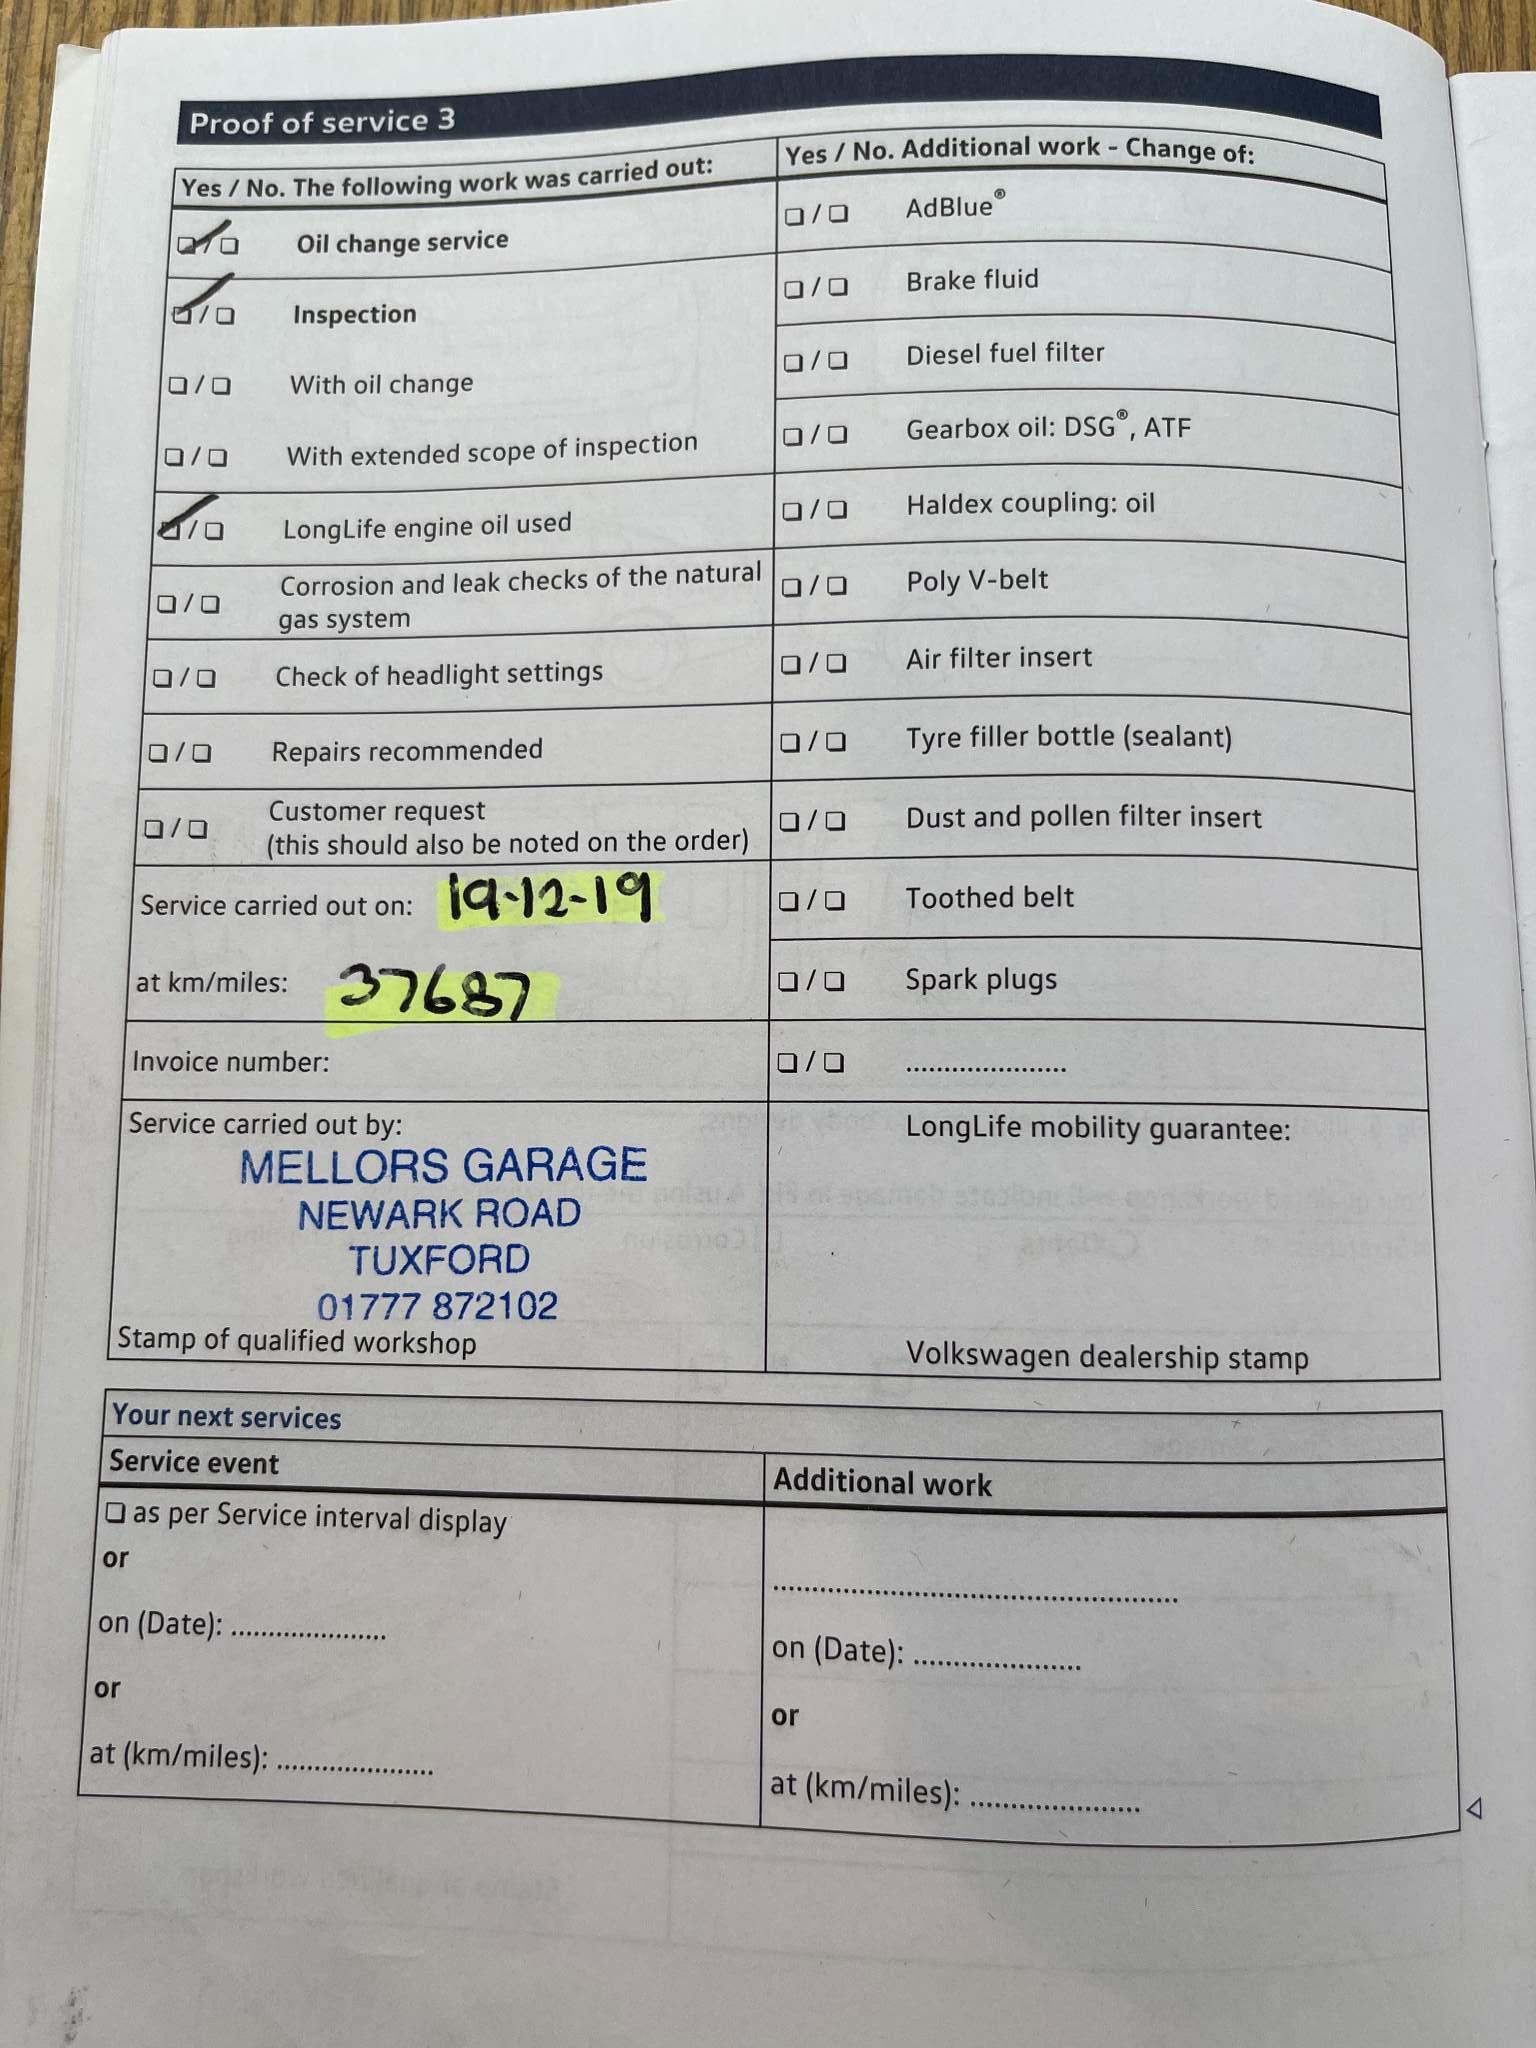 Proof of service 3
Yes / No. The following work was carried out:
Oil change service
Inspection
With oil change
With extended scope of inspection
LongLife engine oil used
Corrosion and leak checks of the natural
gas system
Check of headlight settings
Repairs recommended
Customer request
(this should also be noted on the order)
Service carried out on: 19-12-19
at km/miles: 37687
Invoice number:
Service carried out by:
MELLORS GARAGE
NEWARK ROAD
TUXFORD
01777 872102
Stamp of qualified workshop
Yes / No. Additional work - Change of:
AdBlue®
Brake fluid
Diesel fuel filter
Gearbox oil: DSG®, ATF
Haldex coupling: oil
Poly V-belt
Air filter insert
Tyre filler bottle (sealant)
Dust and pollen filter insert
Toothed belt
Spark plugs
.....................
LongLife mobility guarantee:
Volkswagen dealership stamp
Your next services
Service event
as per Service interval display
or
on (Date): .....................
or
at (km/miles): .....................
Additional work
.....................................................
on (Date): ......................
or
at (km/miles): ......................